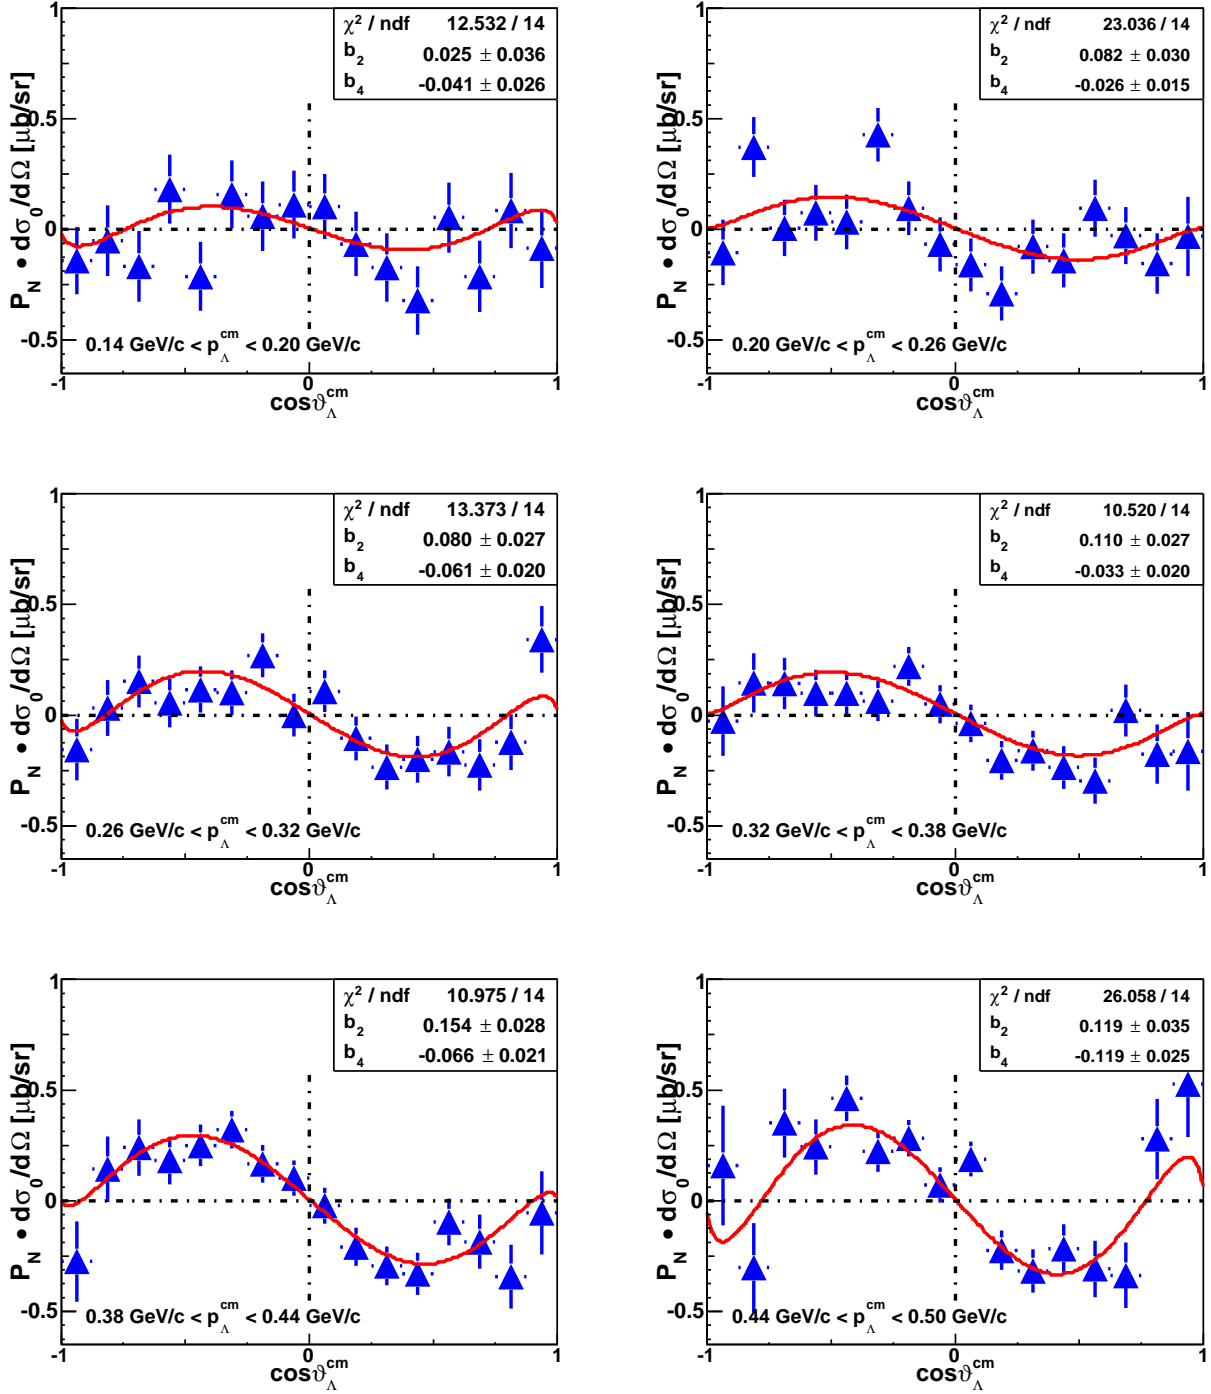 χ² / ndf 12.532 / 14
b₂ 0.025 ± 0.036
b₄ -0.041 ± 0.026
P_N • dσ₀/dΩ [μb/sr]
1
0.5
0
-0.5
0.14 GeV/c < p_Λ^cm < 0.20 GeV/c
-1 0 1
cosϑ_Λ^cm
χ² / ndf 23.036 / 14
b₂ 0.082 ± 0.030
b₄ -0.026 ± 0.015
P_N • dσ₀/dΩ [μb/sr]
1
0.5
0
-0.5
0.20 GeV/c < p_Λ^cm < 0.26 GeV/c
-1 0 1
cosϑ_Λ^cm
χ² / ndf 13.373 / 14
b₂ 0.080 ± 0.027
b₄ -0.061 ± 0.020
P_N • dσ₀/dΩ [μb/sr]
1
0.5
0
-0.5
0.26 GeV/c < p_Λ^cm < 0.32 GeV/c
-1 0 1
cosϑ_Λ^cm
χ² / ndf 10.520 / 14
b₂ 0.110 ± 0.027
b₄ -0.033 ± 0.020
P_N • dσ₀/dΩ [μb/sr]
1
0.5
0
-0.5
0.32 GeV/c < p_Λ^cm < 0.38 GeV/c
-1 0 1
cosϑ_Λ^cm
χ² / ndf 10.975 / 14
b₂ 0.154 ± 0.028
b₄ -0.066 ± 0.021
P_N • dσ₀/dΩ [μb/sr]
1
0.5
0
-0.5
0.38 GeV/c < p_Λ^cm < 0.44 GeV/c
-1 0 1
cosϑ_Λ^cm
χ² / ndf 26.058 / 14
b₂ 0.119 ± 0.035
b₄ -0.119 ± 0.025
P_N • dσ₀/dΩ [μb/sr]
1
0.5
0
-0.5
0.44 GeV/c < p_Λ^cm < 0.50 GeV/c
-1 0 1
cosϑ_Λ^cm